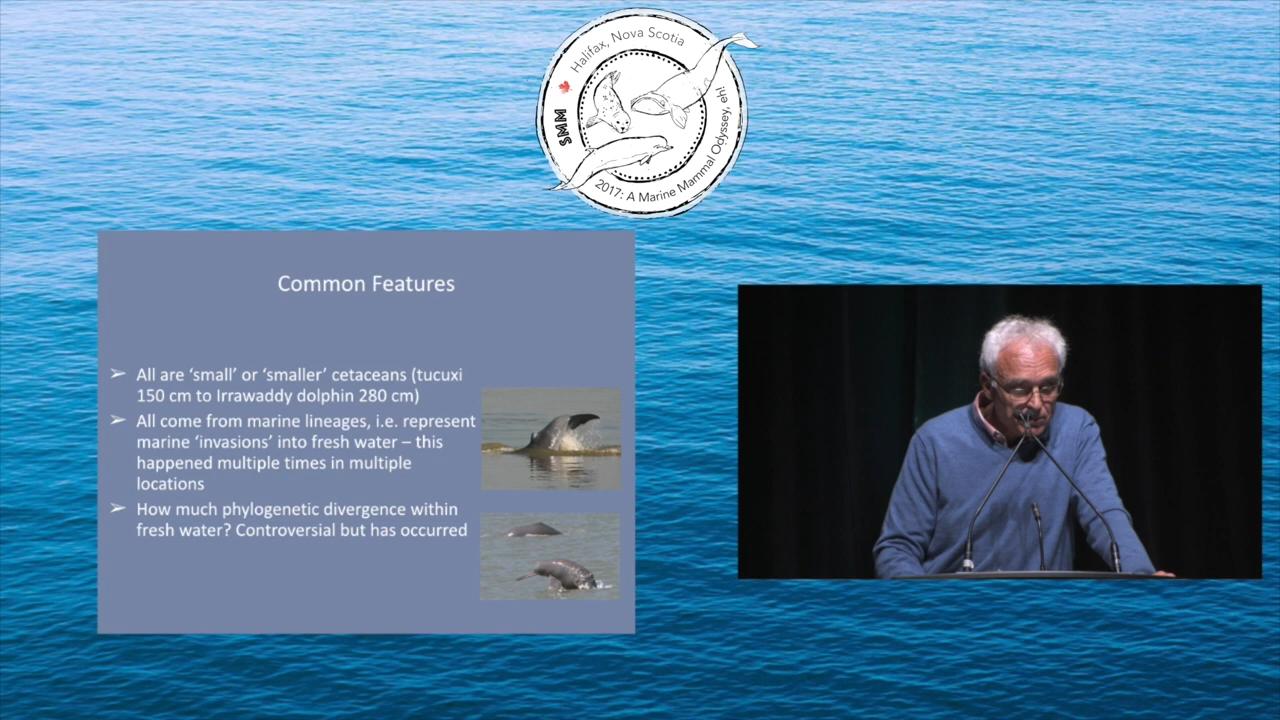 Halifax, Nova Scotia
SMM
2017: A Marine Mammal Odyssey, eh!
Common Features
➢ All are ‘small’ or ‘smaller’ cetaceans (tucuxi
150 cm to Irrawaddy dolphin 280 cm)
➢ All come from marine lineages, i.e. represent
marine ‘invasions’ into fresh water – this
happened multiple times in multiple
locations
➢ How much phylogenetic divergence within
fresh water? Controversial but has occurred